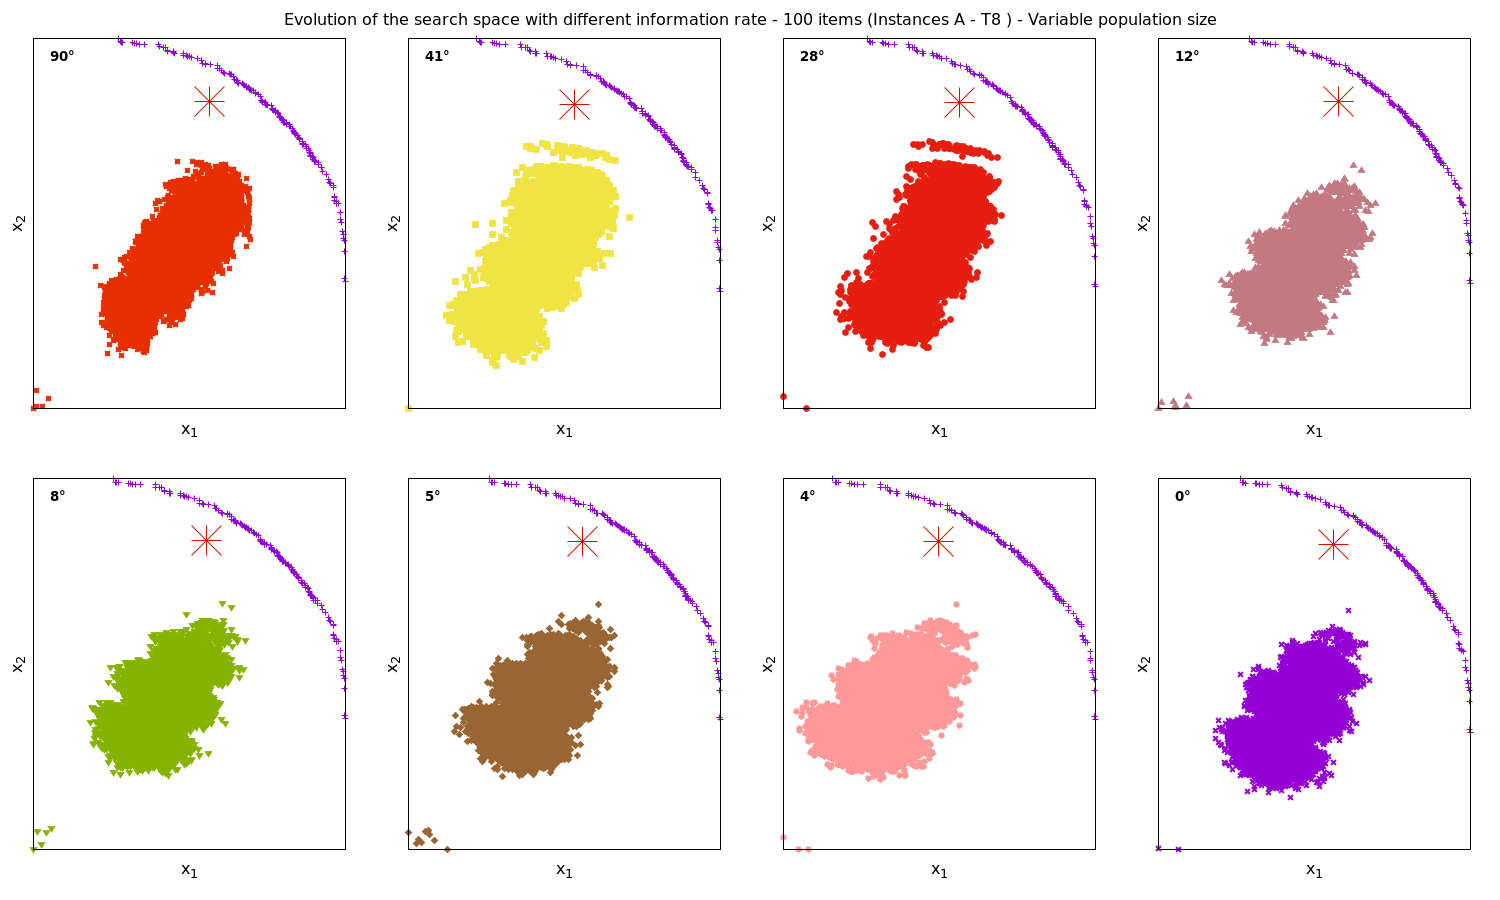 Evolution of the search space with different information rate - 100 items (Instances A - T8 ) - Variable population size
90°
41°
28°
12°
x₂
x₂
x₂
x₂
x₁
x₁
x₁
x₁
8°
5°
4°
0°
x₂
x₂
x₂
x₂
x₁
x₁
x₁
x₁